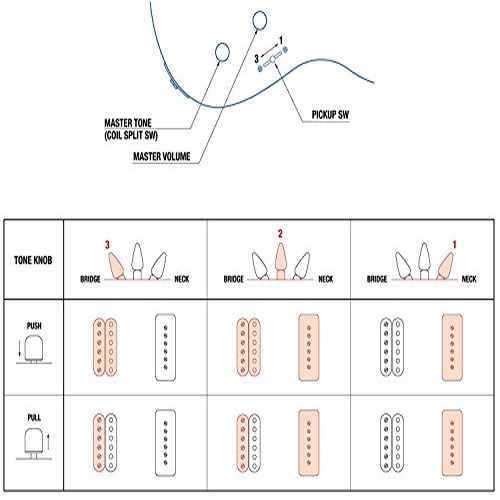 3
1
PICKUP SW
MASTER TONE
(COIL SPLIT SW)
MASTER VOLUME
TONE KNOB
3
BRIDGE
NECK
2
BRIDGE
NECK
1
BRIDGE
NECK
PUSH
PULL